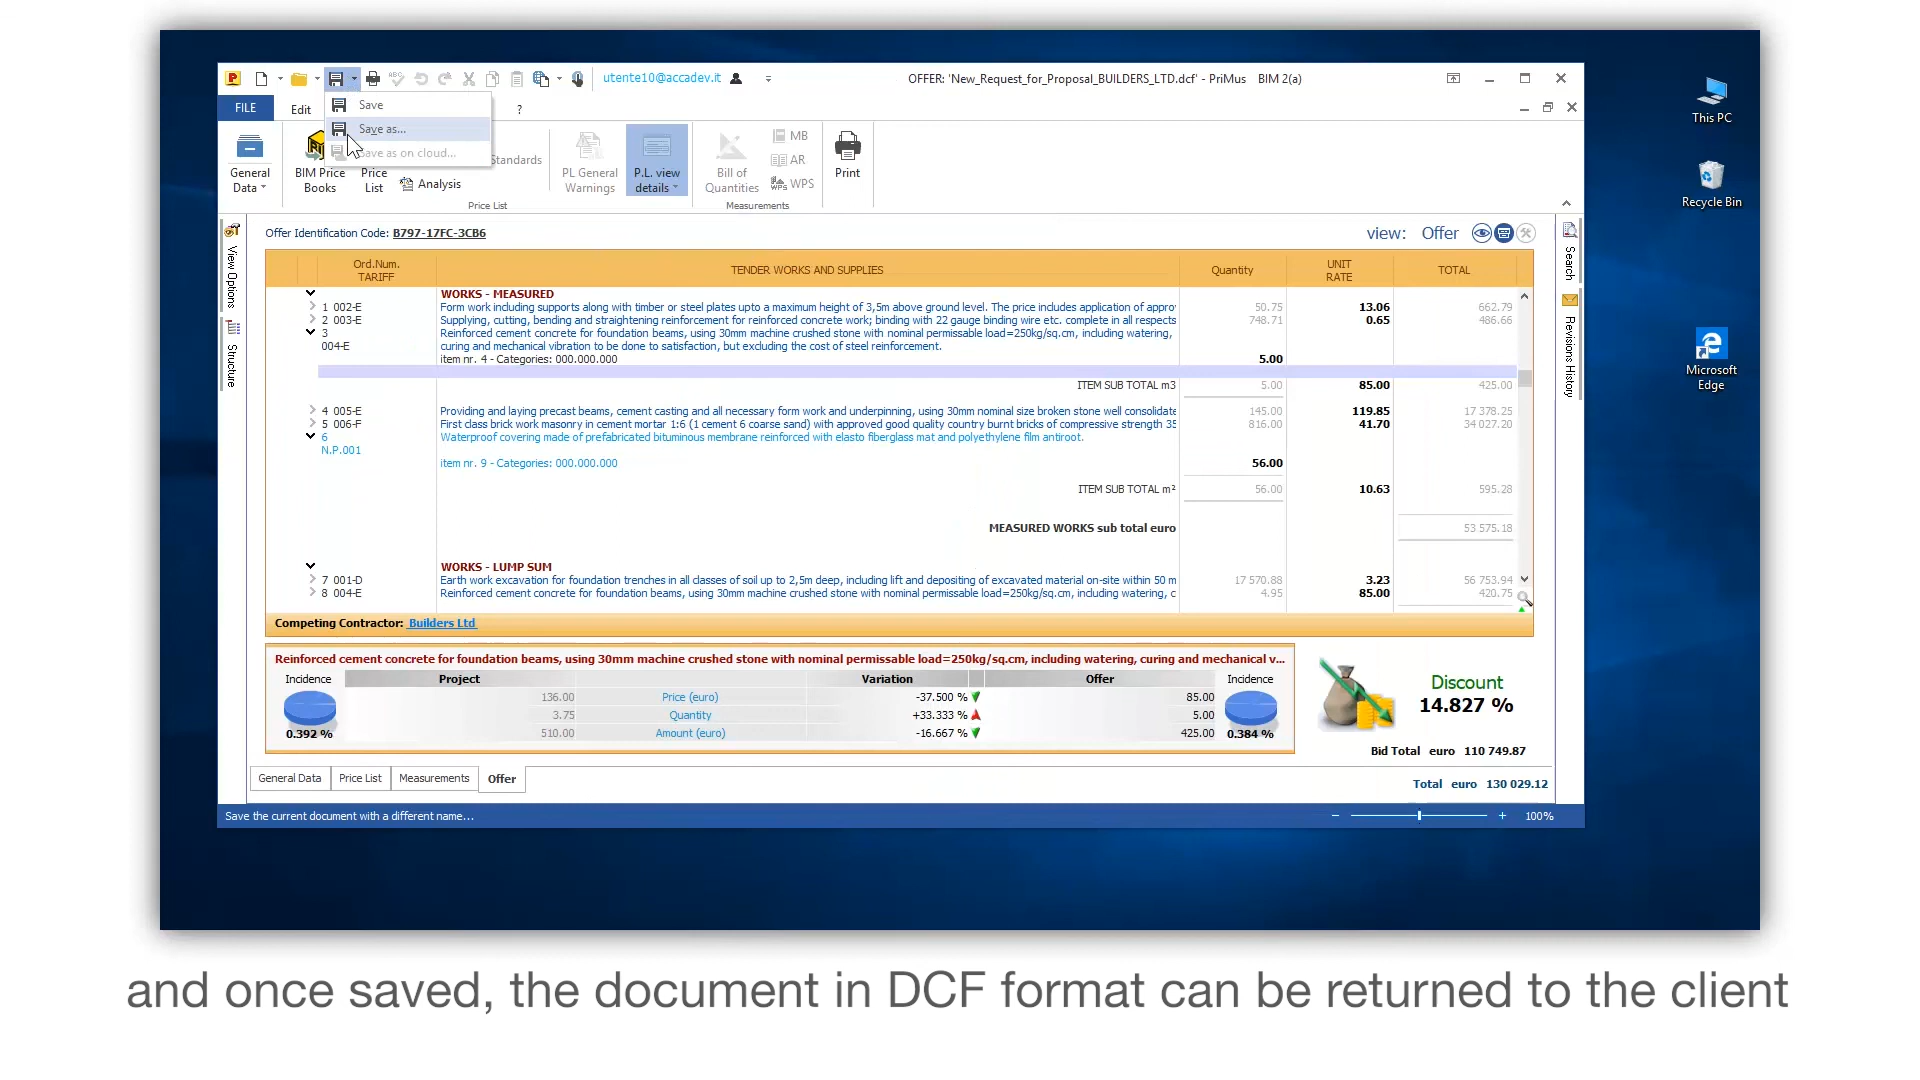 utente10@accadev.it
OFFER: 'New_Request_for_Proposal_BUILDERS_LTD.dcf' - PriMus BIM 2(a)
FILE
Edit
?
Save
Save as...
ave as on cloud...
General Data
BIM Price Books
Price List
Standards
Analysis
PL General Warnings
P.L. view details
Bill of Quantities
MB
AR
WPS
Print
Price List
Measurements
This PC
Recycle Bin
Microsoft Edge
View Options
Structure
Search
Revisions History
Offer Identification Code: B797-17FC-3CB6
view: Offer
Ord.Num. TARIFF
TENDER WORKS AND SUPPLIES
Quantity
UNIT RATE
TOTAL
WORKS - MEASURED
1 002-E Form work including supports along with timber or steel plates upto a maximum height of 3,5m above ground level. The price includes application of appro 50.75 13.06 662.79
2 003-E Supplying, cutting, bending and straightening reinforcement for reinforced concrete work; binding with 22 gauge binding wire etc. complete in all respects 748.71 0.65 486.66
3 Reinforced cement concrete for foundation beams, using 30mm machine crushed stone with nominal permissable load=250kg/sq.cm, including watering,
004-E curing and mechanical vibration to be done to satisfaction, but excluding the cost of steel reinforcement.
item nr. 4 - Categories: 000.000.000 5.00
ITEM SUB TOTAL m3 5.00 85.00 425.00
4 005-E Providing and laying precast beams, cement casting and all necessary form work and underpinning, using 30mm nominal size broken stone well consolidate 145.00 119.85 17 378.25
5 006-F First class brick work masonry in cement mortar 1:6 (1 cement 6 coarse sand) with approved good quality country burnt bricks of compressive strength 35 816.00 41.70 34 027.20
6 Waterproof covering made of prefabricated bituminous membrane reinforced with elasto fiberglass mat and polyethylene film antiroot.
N.P.001
item nr. 9 - Categories: 000.000.000 56.00
ITEM SUB TOTAL m² 56.00 10.63 595.28
MEASURED WORKS sub total euro 53 575.18
WORKS - LUMP SUM
7 001-D Earth work excavation for foundation trenches in all classes of soil up to 2,5m deep, including lift and depositing of excavated material on-site within 50 m 17 570.88 3.23 56 753.94
8 004-E Reinforced cement concrete for foundation beams, using 30mm machine crushed stone with nominal permissable load=250kg/sq.cm, including watering, c 4.95 85.00 420.75
Competing Contractor: Builders Ltd
Reinforced cement concrete for foundation beams, using 30mm machine crushed stone with nominal permissable load=250kg/sq.cm, including watering, curing and mechanical v...
Incidence Project Variation Offer Incidence
136.00 Price (euro) -37.500 % 85.00
3.75 Quantity +33.333 % 5.00
0.392 % 510.00 Amount (euro) -16.667 % 425.00 0.384 %
Discount
14.827 %
Bid Total euro 110 749.87
General Data Price List Measurements Offer
Total euro 130 029.12
Save the current document with a different name...
100%
and once saved, the document in DCF format can be returned to the client